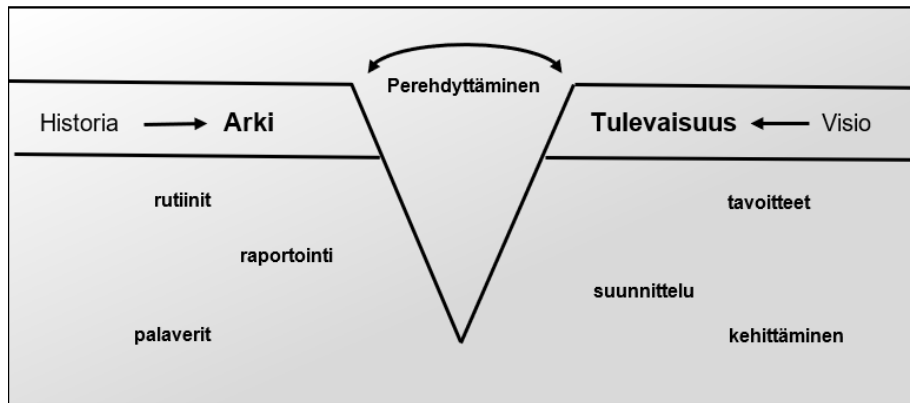 Perehdyttäminen
Historia Arki Tulevaisuus Visio
rutiinit tavoitteet
raportointi
suunnittelu
palaverit kehittäminen